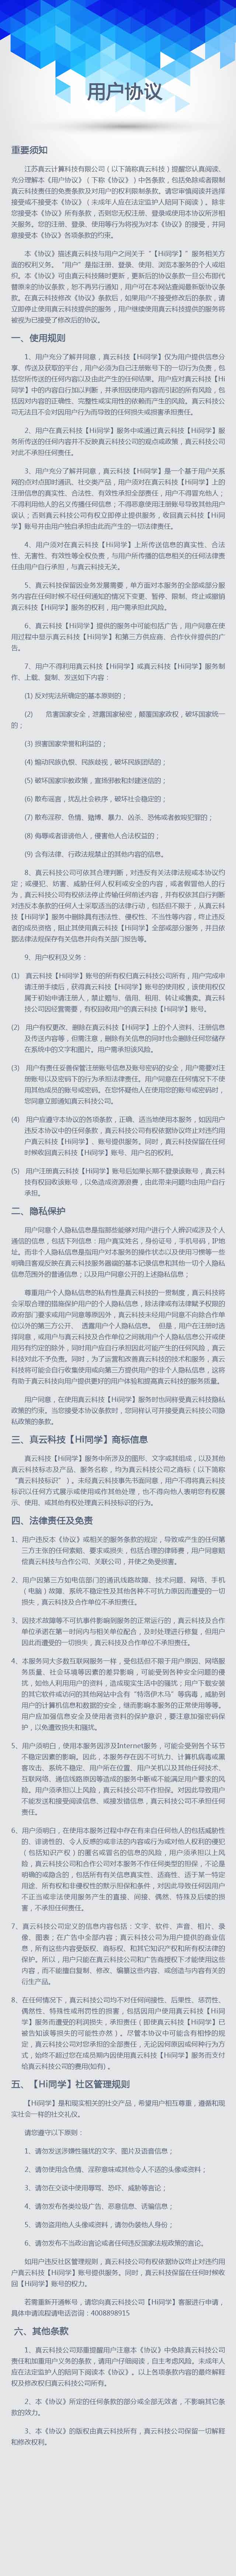 用户协议
重要须知
江苏真云计算科技有限公司（以下简称真云科技）提醒您认真阅读、
充分理解本《用户协议》（下称《协议》）中各条款，包括免除或者限制
真云科技责任的免责条款及对用户的权利限制条款。请您审慎阅读并选择
接受或不接受本《协议》（未成年人应在法定监护人陪同下阅读）。除非
您接受本《协议》所有条款，否则您无权注册、登录或使用本协议所涉相
关服务。您的注册、登录、使用等行为将视为对本《协议》的接受，并同
意接受本《协议》各项条款的约束。
本《协议》描述真云科技与用户之间关于“【Hi同学】”服务相关方
面的权利义务。“用户”是指注册、登录、使用、浏览本服务的个人或组
织。本《协议》可由真云科技随时更新，更新后的协议条款一旦公布即代
替原来的协议条款，恕不再另行通知，用户可在本网站查阅最新版协议条
款。在真云科技修改《协议》条款后，如果用户不接受修改后的条款，请
立即停止使用真云科技提供的服务，用户继续使用真云科技提供的服务将
被视为已接受了修改后的协议。
一、使用规则
1、用户充分了解并同意，真云科技【Hi同学】仅为用户提供信息分
享、传送及获取的平台，用户必须为自己注册账号下的一切行为负责，包
括您所传送的任何内容以及由此产生的任何结果。用户应对真云科技【Hi
同学】中的内容自行加以判断，并承担因使用内容而引起的所有风险，包
括因对内容的正确性、完整性或实用性的依赖而产生的风险。真云科技公
司无法且不会对因用户行为而导致的任何损失或损害承担责任。
2、用户在真云科技【Hi同学】服务中或通过真云科技【Hi同学】服
务所传送的任何内容并不反映真云科技公司的观点或政策，真云科技公司
对此不承担任何责任。
3、用户充分了解并同意，真云科技【Hi同学】是一个基于用户关系
网的点对点即时通讯、社交类产品，用户须对在真云科技【Hi同学】上的
注册信息的真实性、合法性、有效性承担全部责任，用户不得冒充他人；
不得利用他人的名义传播任何信息；不得恶意使用注册账号导致其他用户
误认；否则真云科技公司有权立即停止提供服务，收回真云科技【Hi同
学】账号并由用户独自承担由此而产生的一切法律责任。
4、用户须对在真云科技【Hi同学】上所传送信息的真实性、合法
性、无害性、有效性等全权负责，与用户所传播的信息相关的任何法律责
任由用户自行承担，与真云科技无关。
5、真云科技保留因业务发展需要，单方面对本服务的全部或部分服
务内容在任何时候不经任何通知的情况下变更、暂停、限制、终止或撤销
真云科技【Hi同学】服务的权利，用户需承担此风险。
6、真云科技【Hi同学】提供的服务中可能包括广告，用户同意在使
用过程中显示真云科技【Hi同学】和第三方供应商、合作伙伴提供的广
告。
7、用户不得利用真云科技【Hi同学】或真云科技【Hi同学】服务制
作、上载、复制、发送如下内容：
(1) 反对宪法所确定的基本原则的；
(2) 危害国家安全，泄露国家秘密，颠覆国家政权，破坏国家统一
的；
(3) 损害国家荣誉和利益的；
(4) 煽动民族仇恨、民族歧视，破坏民族团结的；
(5) 破坏国家宗教政策，宣扬邪教和封建迷信的；
(6) 散布谣言，扰乱社会秩序，破坏社会稳定的；
(7) 散布淫秽、色情、赌博、暴力、凶杀、恐怖或者教唆犯罪的；
(8) 侮辱或者诽谤他人，侵害他人合法权益的；
(9) 含有法律、行政法规禁止的其他内容的信息。
8、真云科技公司可依其合理判断，对违反有关法律法规或本协议约
定；或侵犯、妨害、威胁任何人权利或安全的内容，或者假冒他人的行
为，真云科技公司有权依法停止传输任何前述内容，并有权依其自行判断
对违反本条款的任何人士采取适当的法律行动，包括但不限于，从真云科
技【Hi同学】服务中删除具有违法性、侵权性、不当性等内容，终止违反
者的成员资格，阻止其使用真云科技【Hi同学】全部或部分服务，并且依
据法律法规保存有关信息并向有关部门报告等。
9、用户权利及义务：
(1) 真云科技【Hi同学】账号的所有权归真云科技公司所有，用户完成申
请注册手续后，获得真云科技【Hi同学】账号的使用权，该使用权仅
属于初始申请注册人，禁止赠与、借用、租用、转让或售卖。真云科
技公司因经营需要，有权回收用户的真云科技【Hi同学】账号。
(2) 用户有权更改、删除在真云科技【Hi同学】上的个人资料、注册信息
及传送内容等，但需注意，删除有关信息的同时也会删除任何您储存
在系统中的文字和图片。用户需承担该风险。
(3) 用户有责任妥善保管注册账号信息及账号密码的安全，用户需要对注
册账号以及密码下的行为承担法律责任。用户同意在任何情况下不使
用其他成员的账号或密码。在您怀疑他人在使用您的账号或密码时，
您同意立即通知真云科技公司。
(4) 用户应遵守本协议的各项条款，正确、适当地使用本服务，如因用户
违反本协议中的任何条款，真云科技公司有权依据协议终止对违约用
户真云科技【Hi同学】、账号提供服务。同时，真云科技保留在任何
时候收回真云科技【Hi同学】账号、用户名的权利。
(5) 用户注册真云科技【Hi同学】账号后如果长期不登录该账号，真云科
技有权回收该账号，以免造成资源浪费，由此带来问题均由用户自行
承担。
二、隐私保护
用户同意个人隐私信息是指那些能够对用户进行个人辨识或涉及个人
通信的信息，包括下列信息：用户真实姓名，身份证号，手机号码，IP地
址。而非个人隐私信息是指用户对本服务的操作状态以及使用习惯等一些
明确且客观反映在真云科技服务器端的基本记录信息和其他一切个人隐私
信息范围外的普通信息；以及用户同意公开的上述隐私信息；
尊重用户个人隐私信息的私有性是真云科技的一贯制度，真云科技将
会采取合理的措施保护用户的个人隐私信息，除法律或有法律赋予权限的
政府部门要求或用户同意等原因外，真云科技未经用户同意不向除合作单
位以外的第三方公开、 透露用户个人隐私信息。 但是，用户在注册时选
择同意，或用户与真云科技及合作单位之间就用户个人隐私信息公开或使
用另有约定的除外，同时用户应自行承担因此可能产生的任何风险，真云
科技对此不予负责。同时，为了运营和改善真云科技的技术和服务，真云
科技将可能会自行收集使用或向第三方提供用户的非个人隐私信息，这将
有助于真云科技向用户提供更好的用户体验和提高真云科技的服务质量。
用户同意，在使用真云科技【Hi同学】服务时也同样受真云科技隐私
政策的约束。当您接受本协议条款时，您同样认可并接受真云科技公司隐
私政策的条款。
三、真云科技【Hi同学】商标信息
真云科技【Hi同学】服务中所涉及的图形、文字或其组成，以及其他
真云科技标志及产品、服务名称，均为真云科技公司之商标（以下简称
“真云科技标识”）。未经真云科技事先书面同意，用户不得将真云科技
标识以任何方式展示或使用或作其他处理，也不得向他人表明您有权展
示、使用、或其他有权处理真云科技标识的行为。
四、法律责任及免责
1、用户违反本《协议》或相关的服务条款的规定，导致或产生的任何第
三方主张的任何索赔、要求或损失，包括合理的律师费，用户同意赔
偿真云科技与合作公司、关联公司，并使之免受损害。
2、用户因第三方如电信部门的通讯线路故障、技术问题、网络、手机
（电脑）故障、系统不稳定性及其他各种不可抗力原因而遭受的一切
损失，真云科技及合作单位不承担责任。
3、因技术故障等不可抗事件影响到服务的正常运行的，真云科技及合作
单位承诺在第一时间内与相关单位配合，及时处理进行修复，但用户
因此而遭受的一切损失，真云科技及合作单位不承担责任。
4、本服务同大多数互联网服务一样，受包括但不限于用户原因、网络服
务质量、社会环境等因素的差异影响，可能受到各种安全问题的侵
扰，如他人利用用户的资料，造成现实生活中的骚扰；用户下载安装
的其它软件或访问的其他网站中含有“特洛伊木马”等病毒，威胁到
用户的计算机信息和数据的安全，继而影响本服务的正常使用等等。
用户应加强信息安全及使用者资料的保护意识，要注意加强密码保
护，以免遭致损失和骚扰。
5、用户须明白，使用本服务因涉及Internet服务，可能会受到各个环节
不稳定因素的影响。因此，本服务存在因不可抗力、计算机病毒或黑
客攻击、系统不稳定、用户所在位置、用户关机以及其他任何技术、
互联网络、通信线路原因等造成的服务中断或不能满足用户要求的风
险。用户须承担以上风险，真云科技公司不作担保。对因此导致用户
不能发送和接受阅读信息、或接发错信息，真云科技公司不承担任何
责任。
6、用户须明白，在使用本服务过程中存在有来自任何他人的包括威胁性
的、诽谤性的、令人反感的或非法的内容或行为或对他人权利的侵犯
（包括知识产权）的匿名或冒名的信息的风险，用户须承担以上风
险，真云科技公司和合作公司对本服务不作任何类型的担保，不论是
明确的或隐含的，包括所有有关信息真实性、适商性、适于某一特定
用途、所有权和非侵权性的默示担保和条件，对因此导致任何因用户
不正当或非法使用服务产生的直接、间接、偶然、特殊及后续的损
害，不承担任何责任。
7、真云科技公司定义的信息内容包括：文字、软件、声音、相片、录
像、图表；在广告中全部内容；真云科技公司为用户提供的商业信
息，所有这些内容受版权、商标权、和其它知识产权和所有权法律的
保护。所以，用户只能在真云科技公司和广告商授权下才能使用这些
内容，而不能擅自复制、修改、编纂这些内容、或创造与内容有关的
衍生产品。
8、在任何情况下，真云科技公司均不对任何间接性、后果性、惩罚性、
偶然性、特殊性或刑罚性的损害，包括因用户使用真云科技【Hi同
学】服务而遭受的利润损失，承担责任（即使真云科技【Hi同学】已
被告知该等损失的可能性亦然）。尽管本协议中可能含有相悖的规
定，真云科技公司对您承担的全部责任，无论因何原因或何种行为方
式，始终不超过您在成员期内因使用真云科技【Hi同学】服务而支付
给真云科技公司的费用(如有) 。
五、【Hi同学】社区管理规则
【Hi同学】是和现实相关的社交产品，希望用户相互尊重，遵循和现
实社会一样的社交礼仪。
请您遵守以下原则：
1、请勿发送涉嫌性骚扰的文字、图片及语音信息；
2、请勿使用含色情、淫秽意味或其他令人不适的头像或资料；
3、请勿在交谈中使用辱骂、恐吓、威胁等言论；
4、请勿发布各类垃圾广告、恶意信息、诱骗信息；
5、请勿盗用他人头像或资料，请勿伪装他人身份；
6、请勿发布不当政治言论或者任何违反国家法规政策的言论。
如用户违反社区管理规则，真云科技公司有权依据协议终止对违约用
户真云科技【Hi同学】账号提供服务。同时，真云科技保留在任何时候收
回【Hi同学】账号的权力。
若需重新开通帐号，请您向真云科技公司【Hi同学】客服进行申请，
具体申请流程请电话咨询：4008898915
六、其他条款
1、真云科技公司郑重提醒用户注意本《协议》中免除真云科技公司
责任和加重用户义务的条款，请用户仔细阅读，自主考虑风险。未成年人
应在法定监护人的陪同下阅读本《协议》。以上各项条款内容的最终解释
权及修改权归真云科技公司所有。
2、本《协议》所定的任何条款的部分或全部无效者，不影响其它条
款的效力。
3、本《协议》的版权由真云科技所有，真云科技公司保留一切解释
和修改权利。